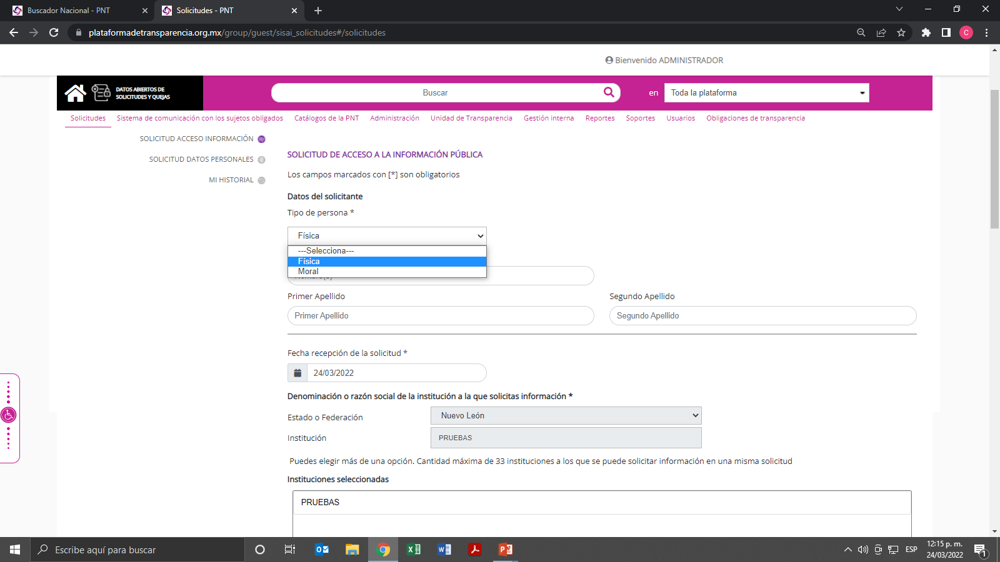 Buscador Nacional - PNT
Solicitudes - PNT
plataformadetransparencia.org.mx/group/guest/sisai_solicitudes#/solicitudes
C
Bienvenido ADMINISTRADOR
DATOS ABIERTOS DE
SOLICITUDES Y QUEJAS
Buscar
en
Toda la plataforma
Solicitudes
Sistema de comunicación con los sujetos obligados
Catálogos de la PNT
Administración
Unidad de Transparencia
Gestión interna
Reportes
Soportes
Usuarios
Obligaciones de transparencia
SOLICITUD ACCESO INFORMACIÓN
SOLICITUD DATOS PERSONALES
MI HISTORIAL
SOLICITUD DE ACCESO A LA INFORMACIÓN PÚBLICA
Los campos marcados con [*] son obligatorios
Datos del solicitante
Tipo de persona *
Física
---Selecciona---
Física
Moral
Primer Apellido
Segundo Apellido
Primer Apellido
Segundo Apellido
Fecha recepción de la solicitud *
24/03/2022
Denominación o razón social de la institución a la que solicitas información *
Estado o Federación
Nuevo León
Institución
PRUEBAS
Puedes elegir más de una opción. Cantidad máxima de 33 instituciones a los que se puede solicitar información en una misma solicitud
Instituciones seleccionadas
PRUEBAS
Escribe aquí para buscar
ESP
12:15 p. m.
24/03/2022
1